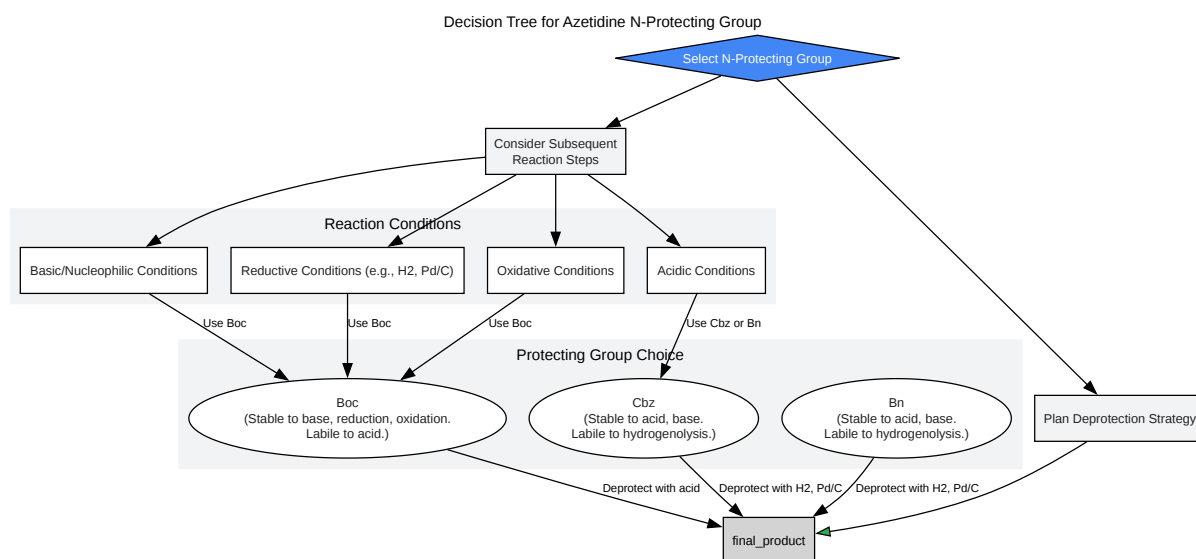 Decision Tree for Azetidine N-Protecting Group
Select N-Protecting Group
Consider Subsequent
Reaction Steps
Reaction Conditions
Basic/Nucleophilic Conditions
Reductive Conditions (e.g., H2, Pd/C)
Oxidative Conditions
Acidic Conditions
Use Boc
Use Boc
Use Boc
Use Cbz or Bn
Protecting Group Choice
Boc
(Stable to base, reduction, oxidation.
Labile to acid.)
Cbz
(Stable to acid, base.
Labile to hydrogenolysis.)
Bn
(Stable to acid, base.
Labile to hydrogenolysis.)
Plan Deprotection Strategy
Deprotect with acid
Deprotect with H2, Pd/C
Deprotect with H2, Pd/C
final_product